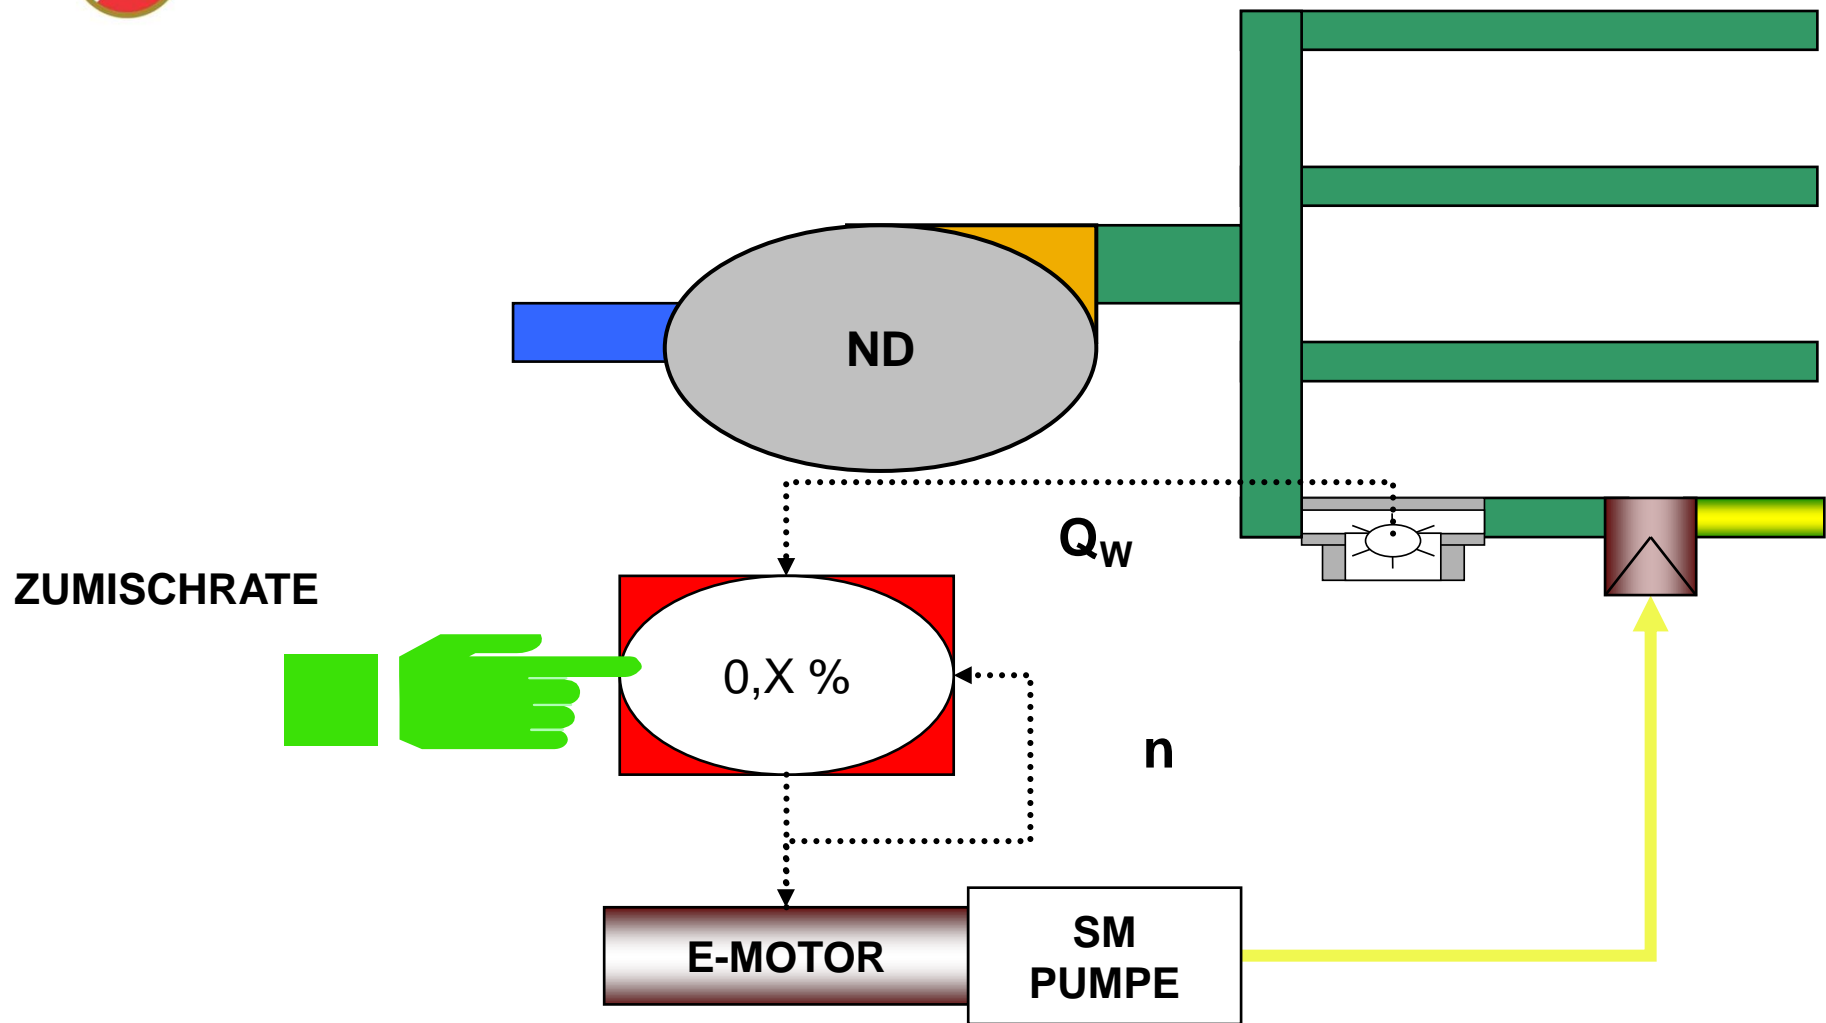 ND
Qw
ZUMISCHRATE
0,X %
n
E-MOTOR
SM
PUMPE